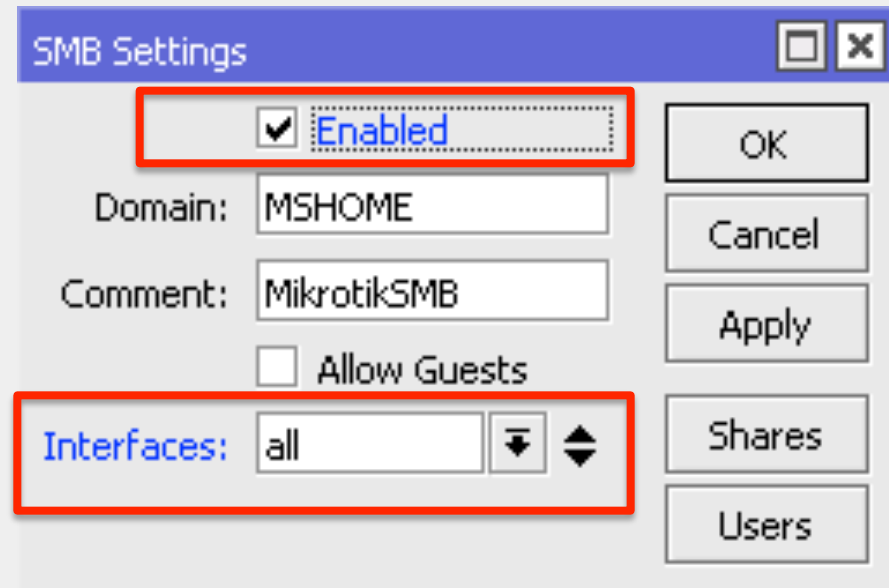 SMB Settings
Enabled
Domain: MSHOME
Comment: MikrotikSMB
Allow Guests
Interfaces: all
OK
Cancel
Apply
Shares
Users